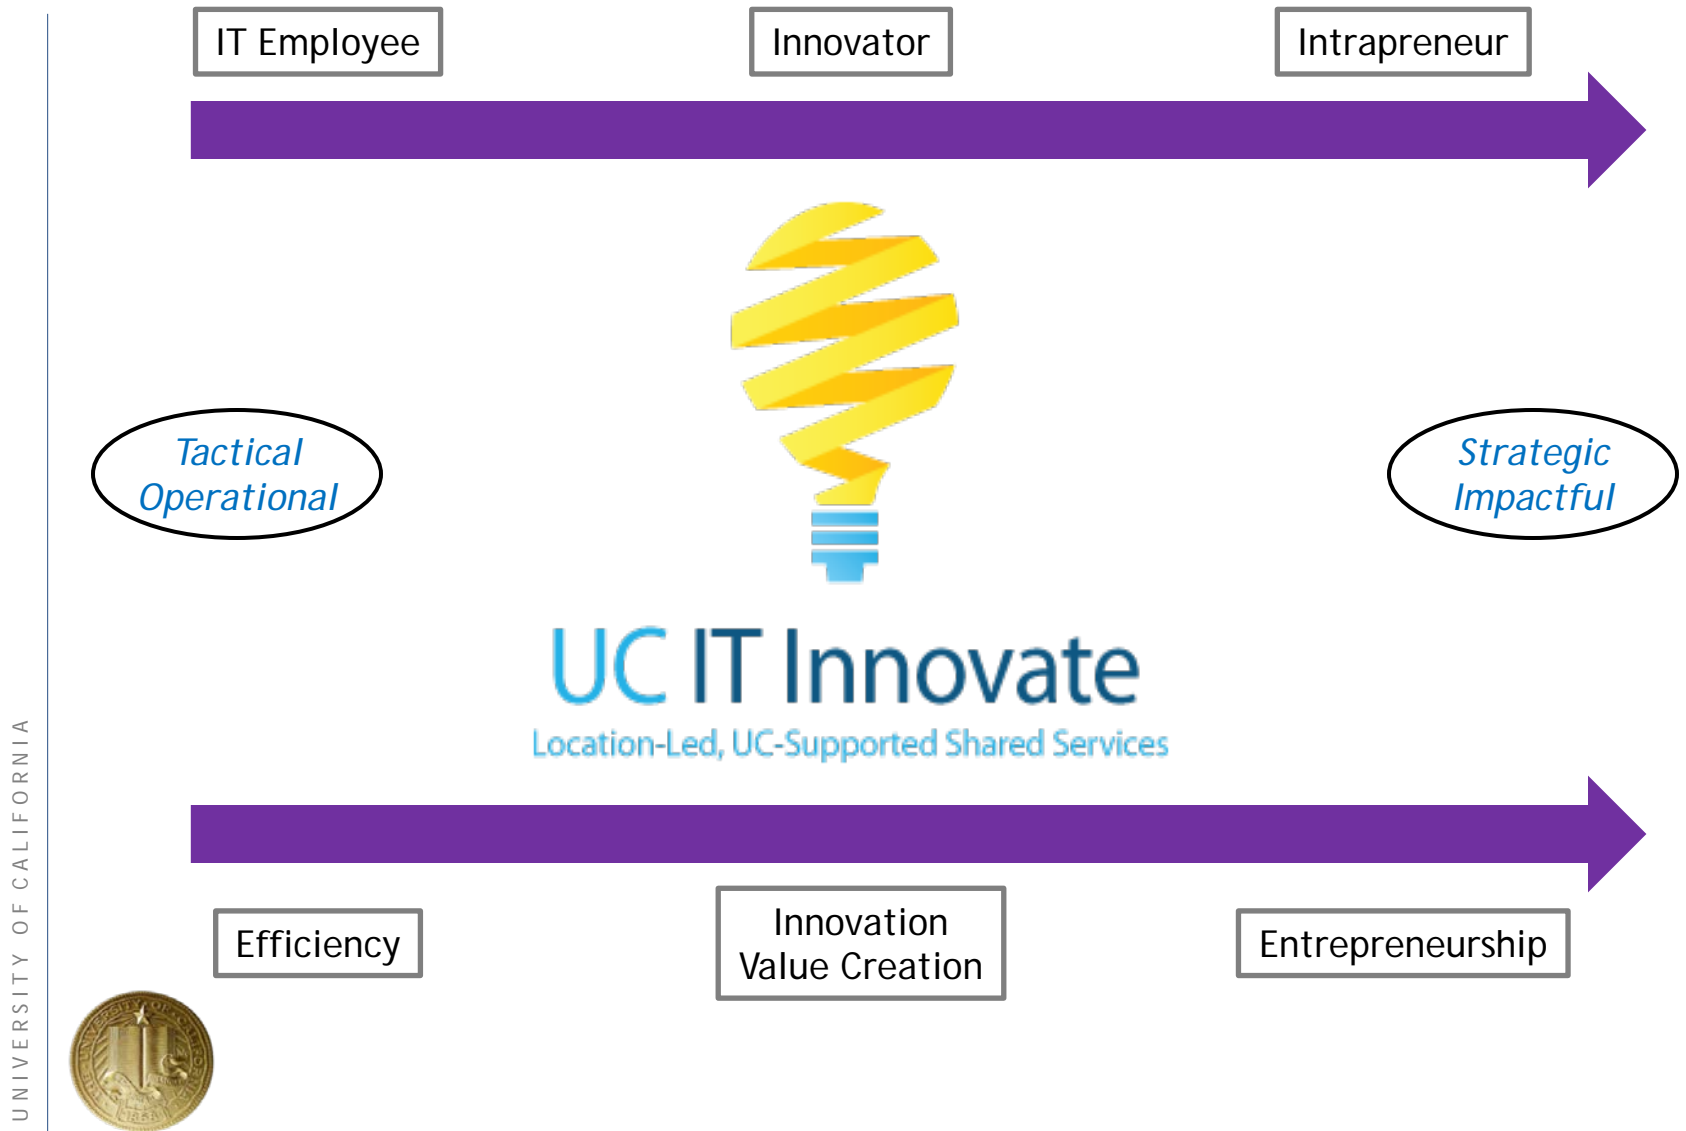 IT Employee
Innovator
Intrapreneur
Tactical
Operational
Strategic
Impactful
UC IT Innovate
Location-Led, UC-Supported Shared Services
Efficiency
Innovation
Value Creation
Entrepreneurship
UNIVERSITY OF CALIFORNIA
1868